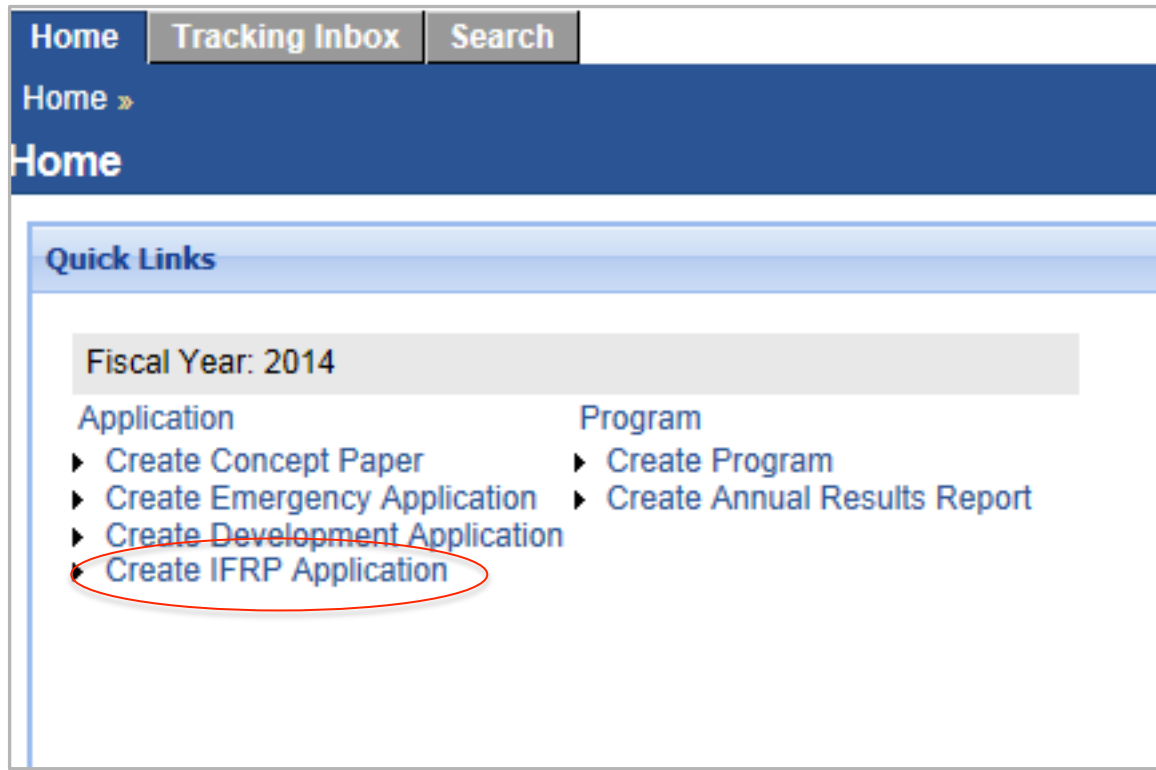 Home Tracking Inbox Search
Home »
Home
Quick Links
Fiscal Year: 2014
Application
Create Concept Paper
Create Emergency Application
Create Development Application
Create IFRP Application
Program
Create Program
Create Annual Results Report